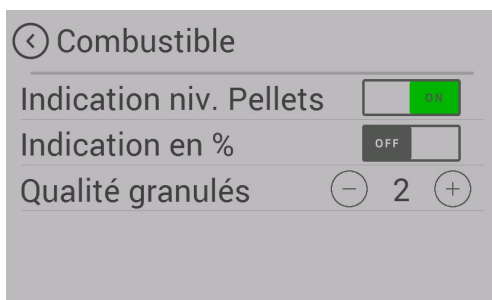 Combustible
Indication niv. Pellets ON
Indication en % OFF
Qualité granulés - 2 +